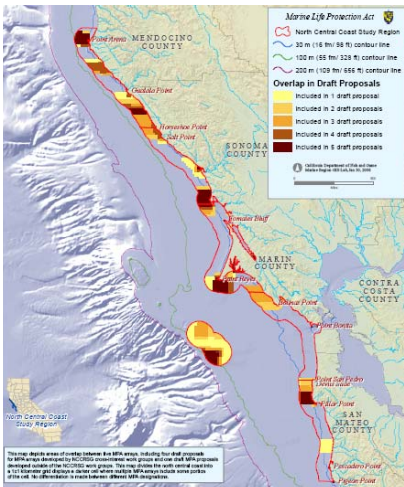 Marine Life Protection Act
North Central Coast Study Region
30 m (16 fm/ 98 ft) contour line
100 m (55 fm/ 328 ft) contour line
200 m (109 fm/ 656 ft) contour line
Overlap in Draft Proposals
Included in 1 draft proposal
Included in 2 draft proposals
Included in 3 draft proposals
Included in 4 draft proposals
Included in 5 draft proposals
California Department of Fish and Game
MENDOCINO
COUNTY
Point Arena
Gualala Point
Horseshoe Point
Salt Point
SONOMA
COUNTY
Tomales Bluff
MARIN
COUNTY
Point Reyes
CONTRA
COSTA
COUNTY
Bolinas Point
Point Bonita
Point San Pedro
Devils Slide
Pillar Point
SAN
MATEO
COUNTY
Pescadero Point
Pigeon Point
North Central Coast
Study Region
This map depicts areas of overlap between five MPA arrays, including four draft proposals
for MPA arrays developed by NCCRSG cross-interest work groups and one draft MPA proposals
developed outside of the NCCRSG work groups. This map divides the north central coast into
a 1x1 kilometer grid displays a darker cell where multiple MPA arrays include some portion
of the cell. No differentiation is made between different MPA designations.